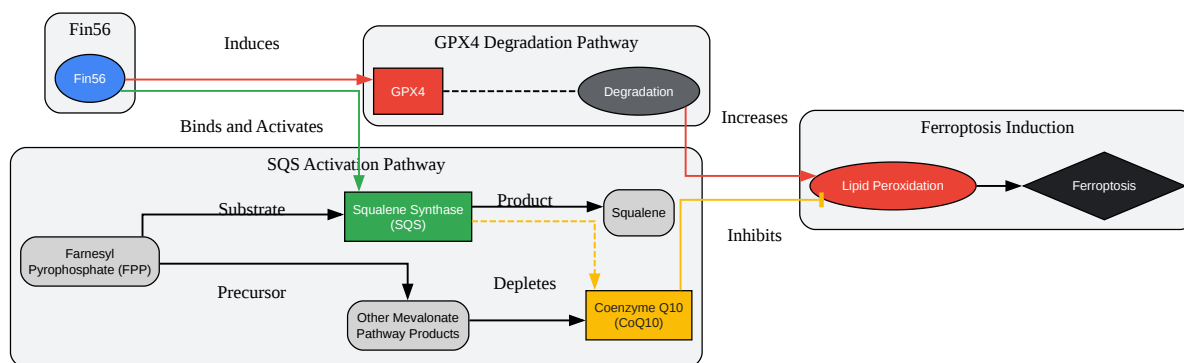 Fin56
GPX4 Degradation Pathway
Induces
Fin56
GPX4
Degradation
Binds and Activates
Increases
Ferroptosis Induction
SQS Activation Pathway
Lipid Peroxidation
Ferroptosis
Substrate
Squalene Synthase
(SQS)
Product
Squalene
Inhibits
Farnesyl
Pyrophosphate (FPP)
Precursor
Depletes
Other Mevalonate
Pathway Products
Coenzyme Q10
(CoQ10)